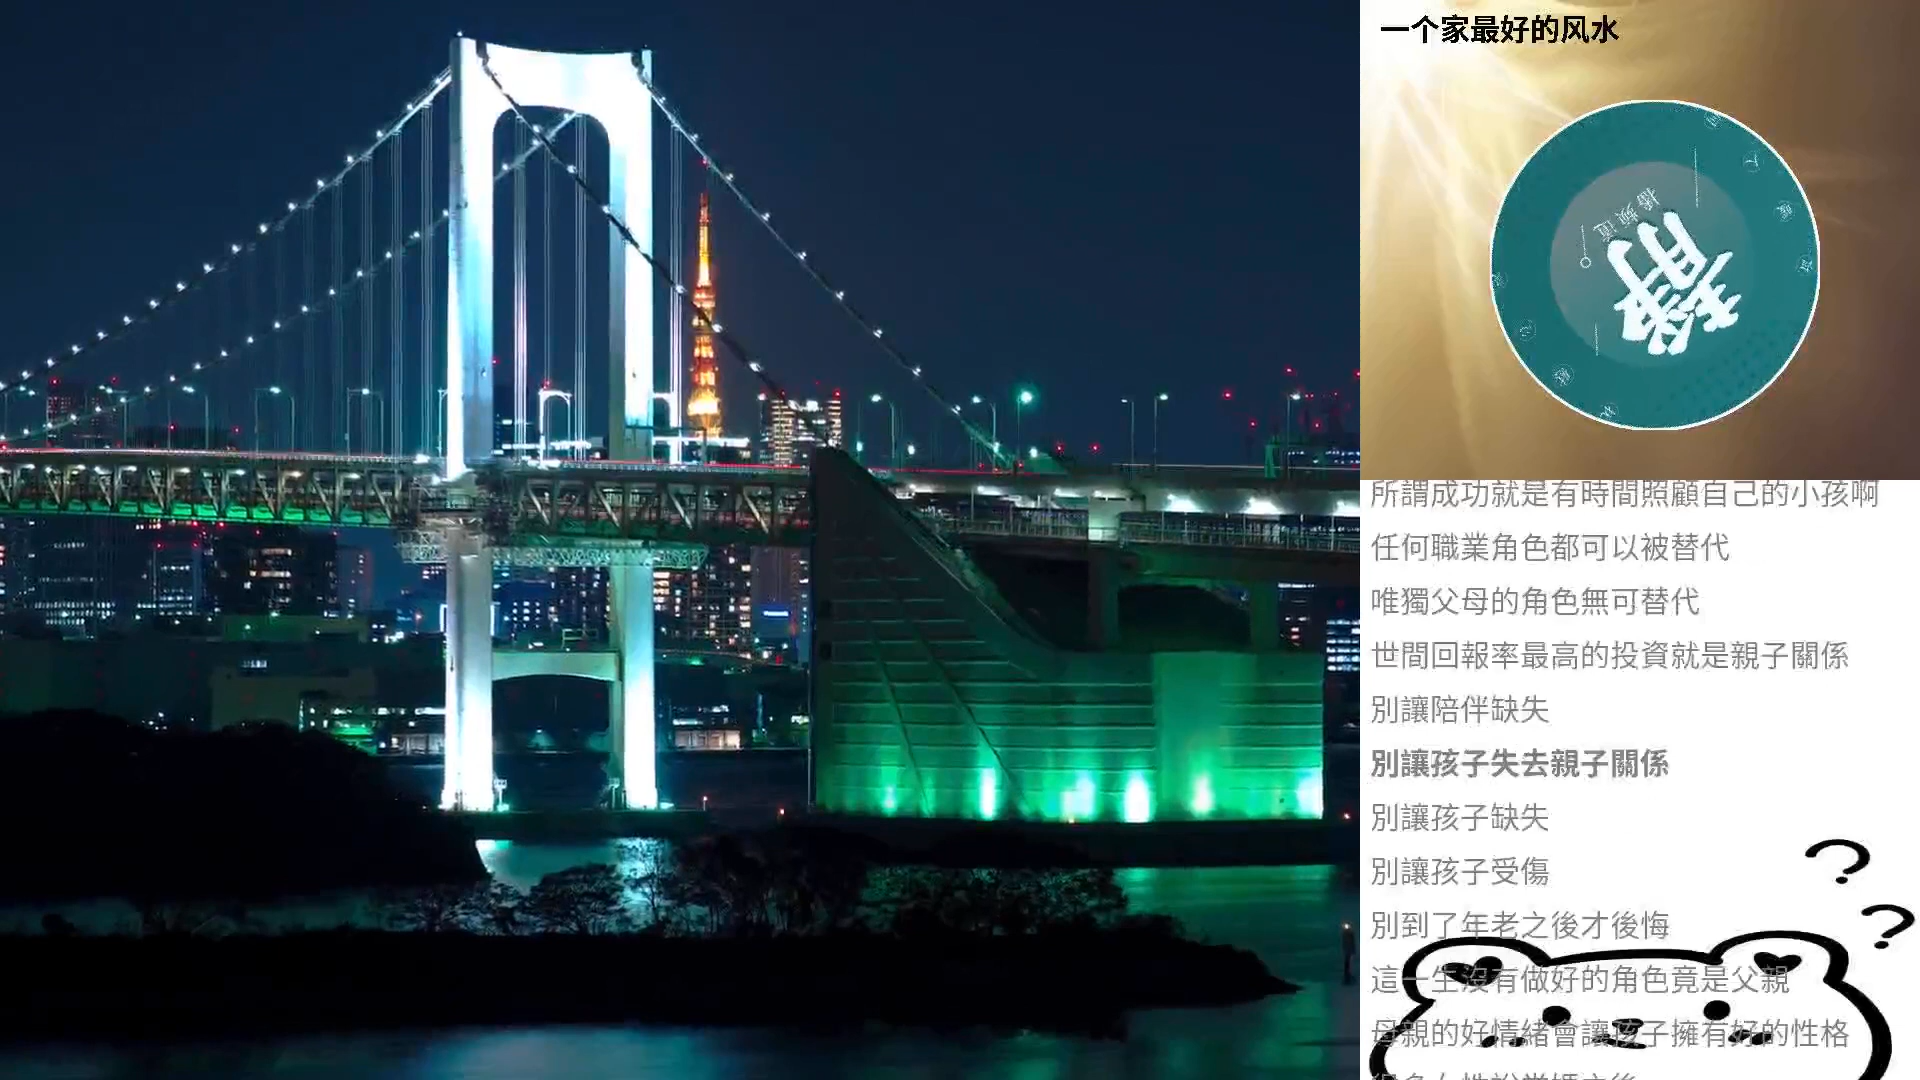 一个家最好的风水
所謂成功就是有時間照顧自己的小孩啊
任何職業角色都可以被替代
唯獨父母的角色無可替代
世間回報率最高的投資就是親子關係
別讓陪伴缺失
別讓孩子失去親子關係
別讓孩子缺失
別讓孩子受傷
別到了年老之後才後悔
這一生沒有做好的角色竟是父親
母親的好情緒會讓孩子擁有好的性格